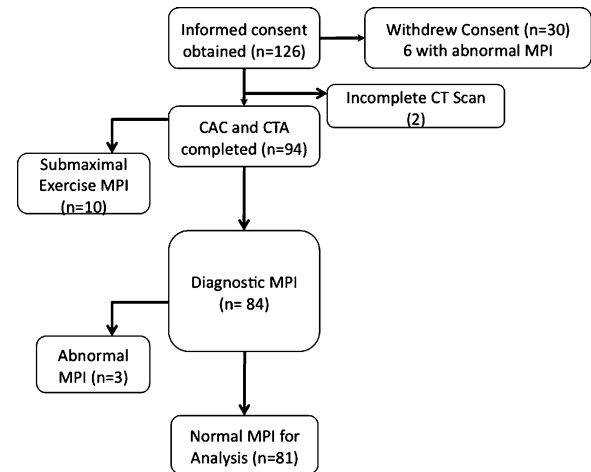 Informed consent
obtained (n=126)
Withdrew Consent (n=30)
6 with abnormal MPI
Incomplete CT Scan
(2)
CAC and CTA
completed (n=94)
Submaximal
Exercise MPI
(n=10)
Diagnostic MPI
(n= 84)
Abnormal
MPI (n=3)
Normal MPI for
Analysis (n=81)